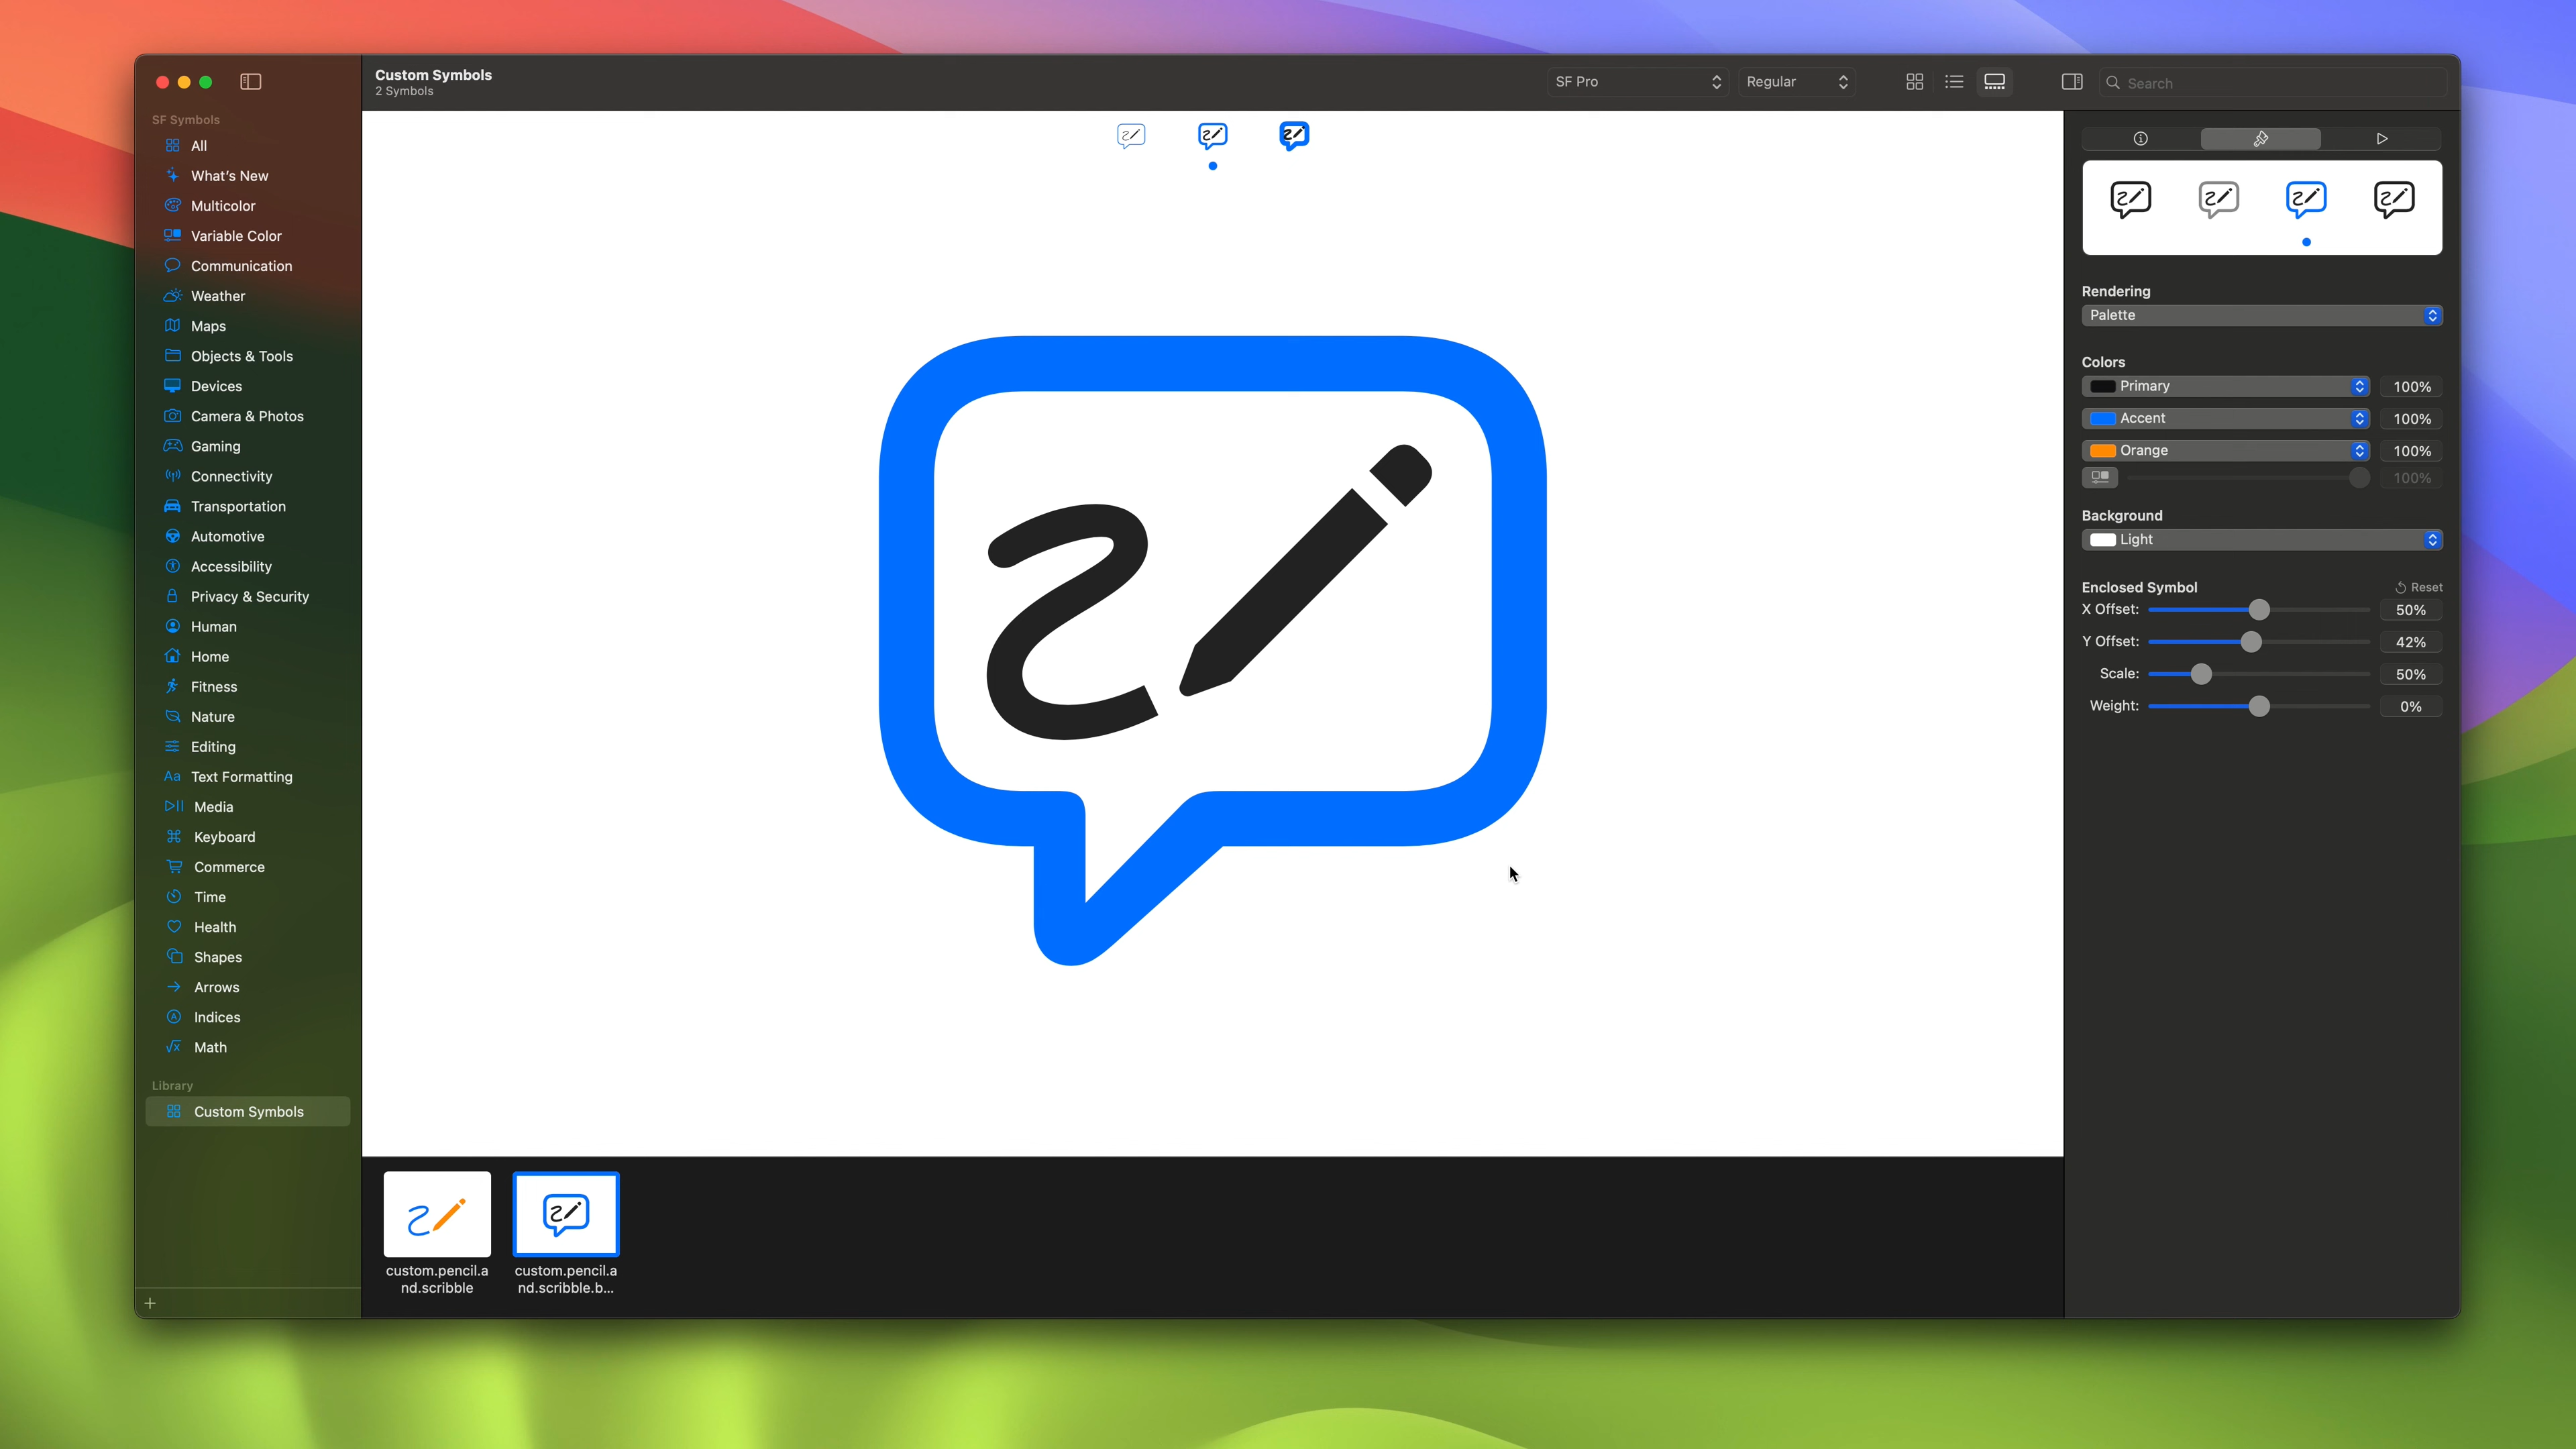 Custom Symbols
2 Symbols
SF Pro
Regular
Search
SF Symbols
All
What's New
Multicolor
Variable Color
Communication
Weather
Maps
Objects & Tools
Devices
Camera & Photos
Gaming
Connectivity
Transportation
Automotive
Accessibility
Privacy & Security
Human
Home
Fitness
Nature
Editing
Aa Text Formatting
Media
Keyboard
Commerce
Time
Health
Shapes
Arrows
Indices
Math
Library
Custom Symbols
custom.pencil.a
nd.scribble
custom.pencil.a
nd.scribble.b...
Rendering
Palette
Colors
Primary 100%
Accent 100%
Orange 100%
100%
Background
Light
Enclosed Symbol Reset
X Offset: 50%
Y Offset: 42%
Scale: 50%
Weight: 0%